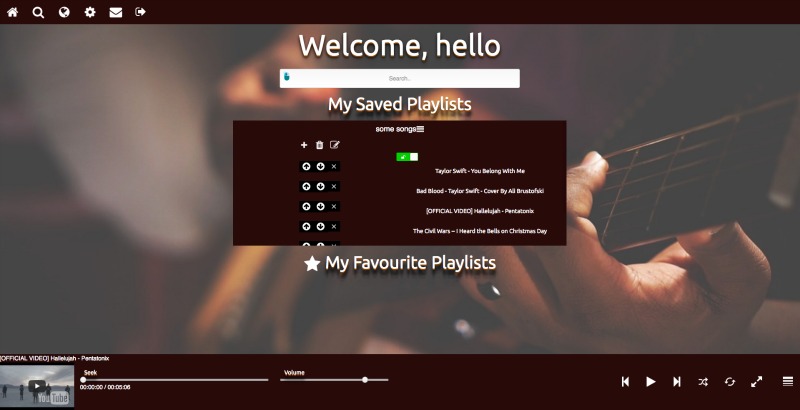 Welcome, hello
Search..
My Saved Playlists
some songs
Taylor Swift - You Belong With Me
Bad Blood - Taylor Swift - Cover By Ali Brustofski
[OFFICIAL VIDEO] Hallelujah - Pentatonix
The Civil Wars – I Heard the Bells on Christmas Day
My Favourite Playlists
[OFFICIAL VIDEO] Hallelujah - Pentatonix
Seek
Volume
00:00:00 / 00:05:06
YouTube